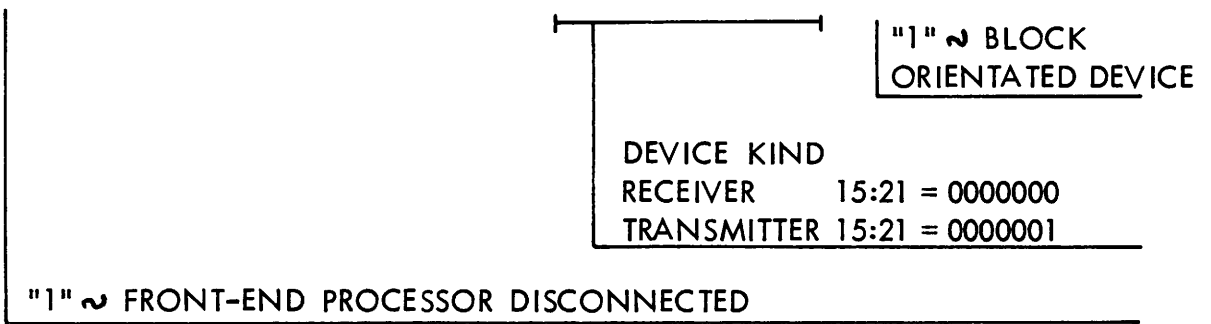 "1" ~ BLOCK
ORIENTATED DEVICE
DEVICE KIND
RECEIVER 15:21 = 0000000
TRANSMITTER 15:21 = 0000001
"1" ~ FRONT-END PROCESSOR DISCONNECTED